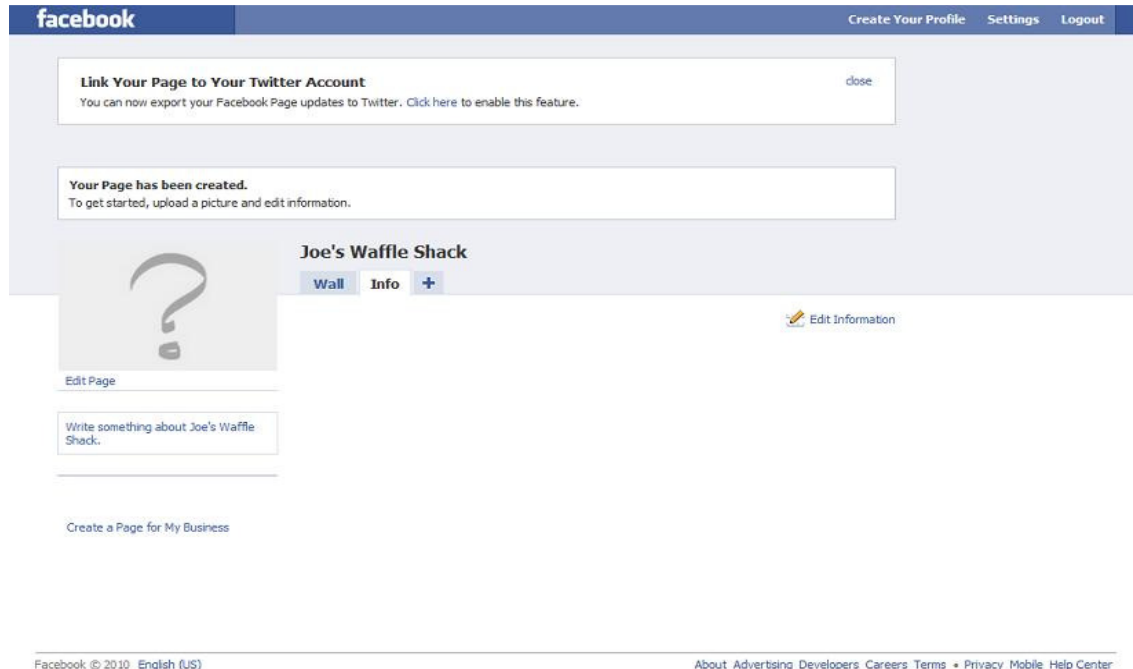 facebook
Create Your Profile Settings Logout
Link Your Page to Your Twitter Account
close
You can now export your Facebook Page updates to Twitter. Click here to enable this feature.
Your Page has been created.
To get started, upload a picture and edit information.
Joe's Waffle Shack
Wall Info +
Edit Information
Edit Page
Write something about Joe's Waffle
Shack.
Create a Page for My Business
Facebook © 2010 English (US)
About Advertising Developers Careers Terms • Privacy Mobile Help Center